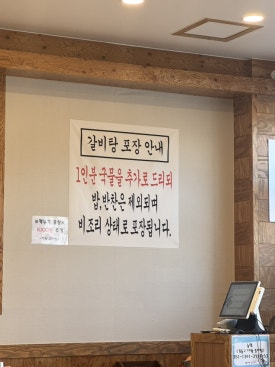 갈비탕 포장 안내
1인분 국물을 추가로 드리되
밥,반찬은 제외되며
비조리 상태로 포장됩니다.